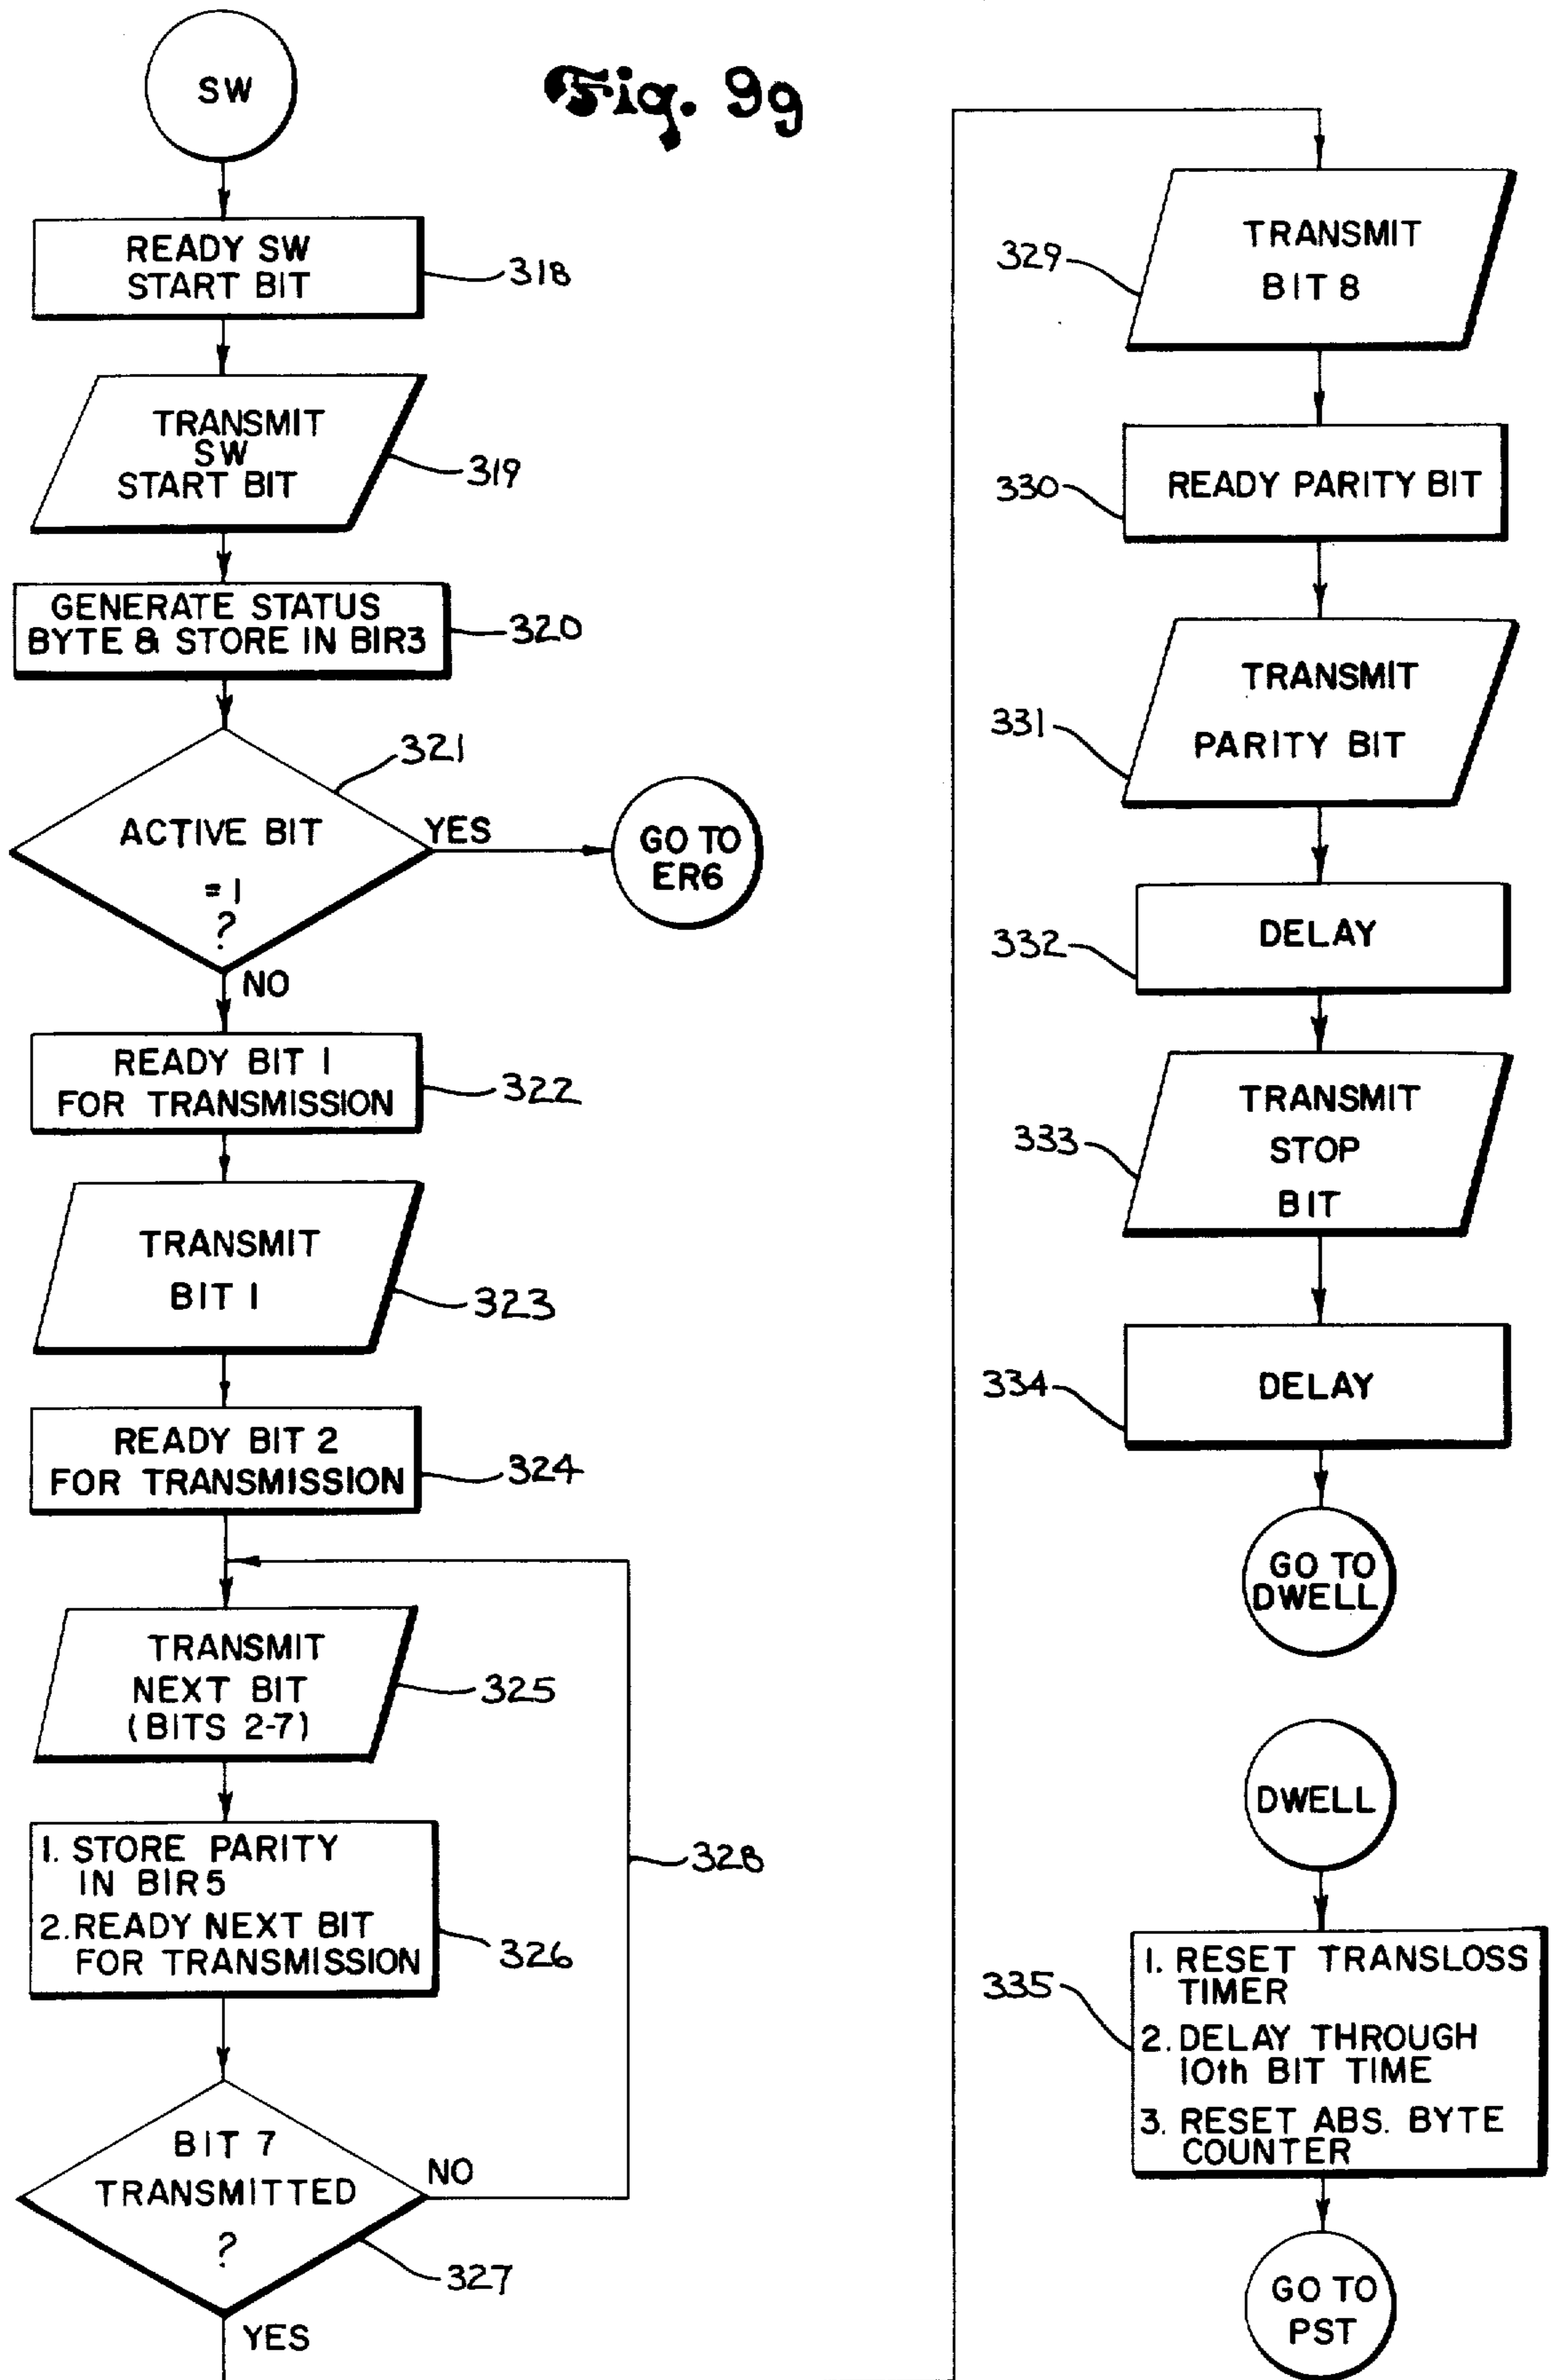 Fig. 9g
SW
READY SW
START BIT
318
TRANSMIT
SW
START BIT
319
GENERATE STATUS
BYTE & STORE IN BIR3
320
321
ACTIVE BIT
=1
?
YES
GO TO
ER6
NO
READY BIT 1
FOR TRANSMISSION
322
TRANSMIT
BIT 1
323
READY BIT 2
FOR TRANSMISSION
324
TRANSMIT
NEXT BIT
(BITS 2-7)
325
1. STORE PARITY
IN BIR5
2. READY NEXT BIT
FOR TRANSMISSION
326
328
BIT 7
TRANSMITTED
?
NO
327
YES
TRANSMIT
BIT 8
329
READY PARITY BIT
330
TRANSMIT
PARITY BIT
331
DELAY
332
TRANSMIT
STOP
BIT
333
DELAY
334
GO TO
DWELL
DWELL
1. RESET TRANSLOSS
TIMER
2. DELAY THROUGH
10th BIT TIME
3. RESET ABS. BYTE
COUNTER
335
GO TO
PST